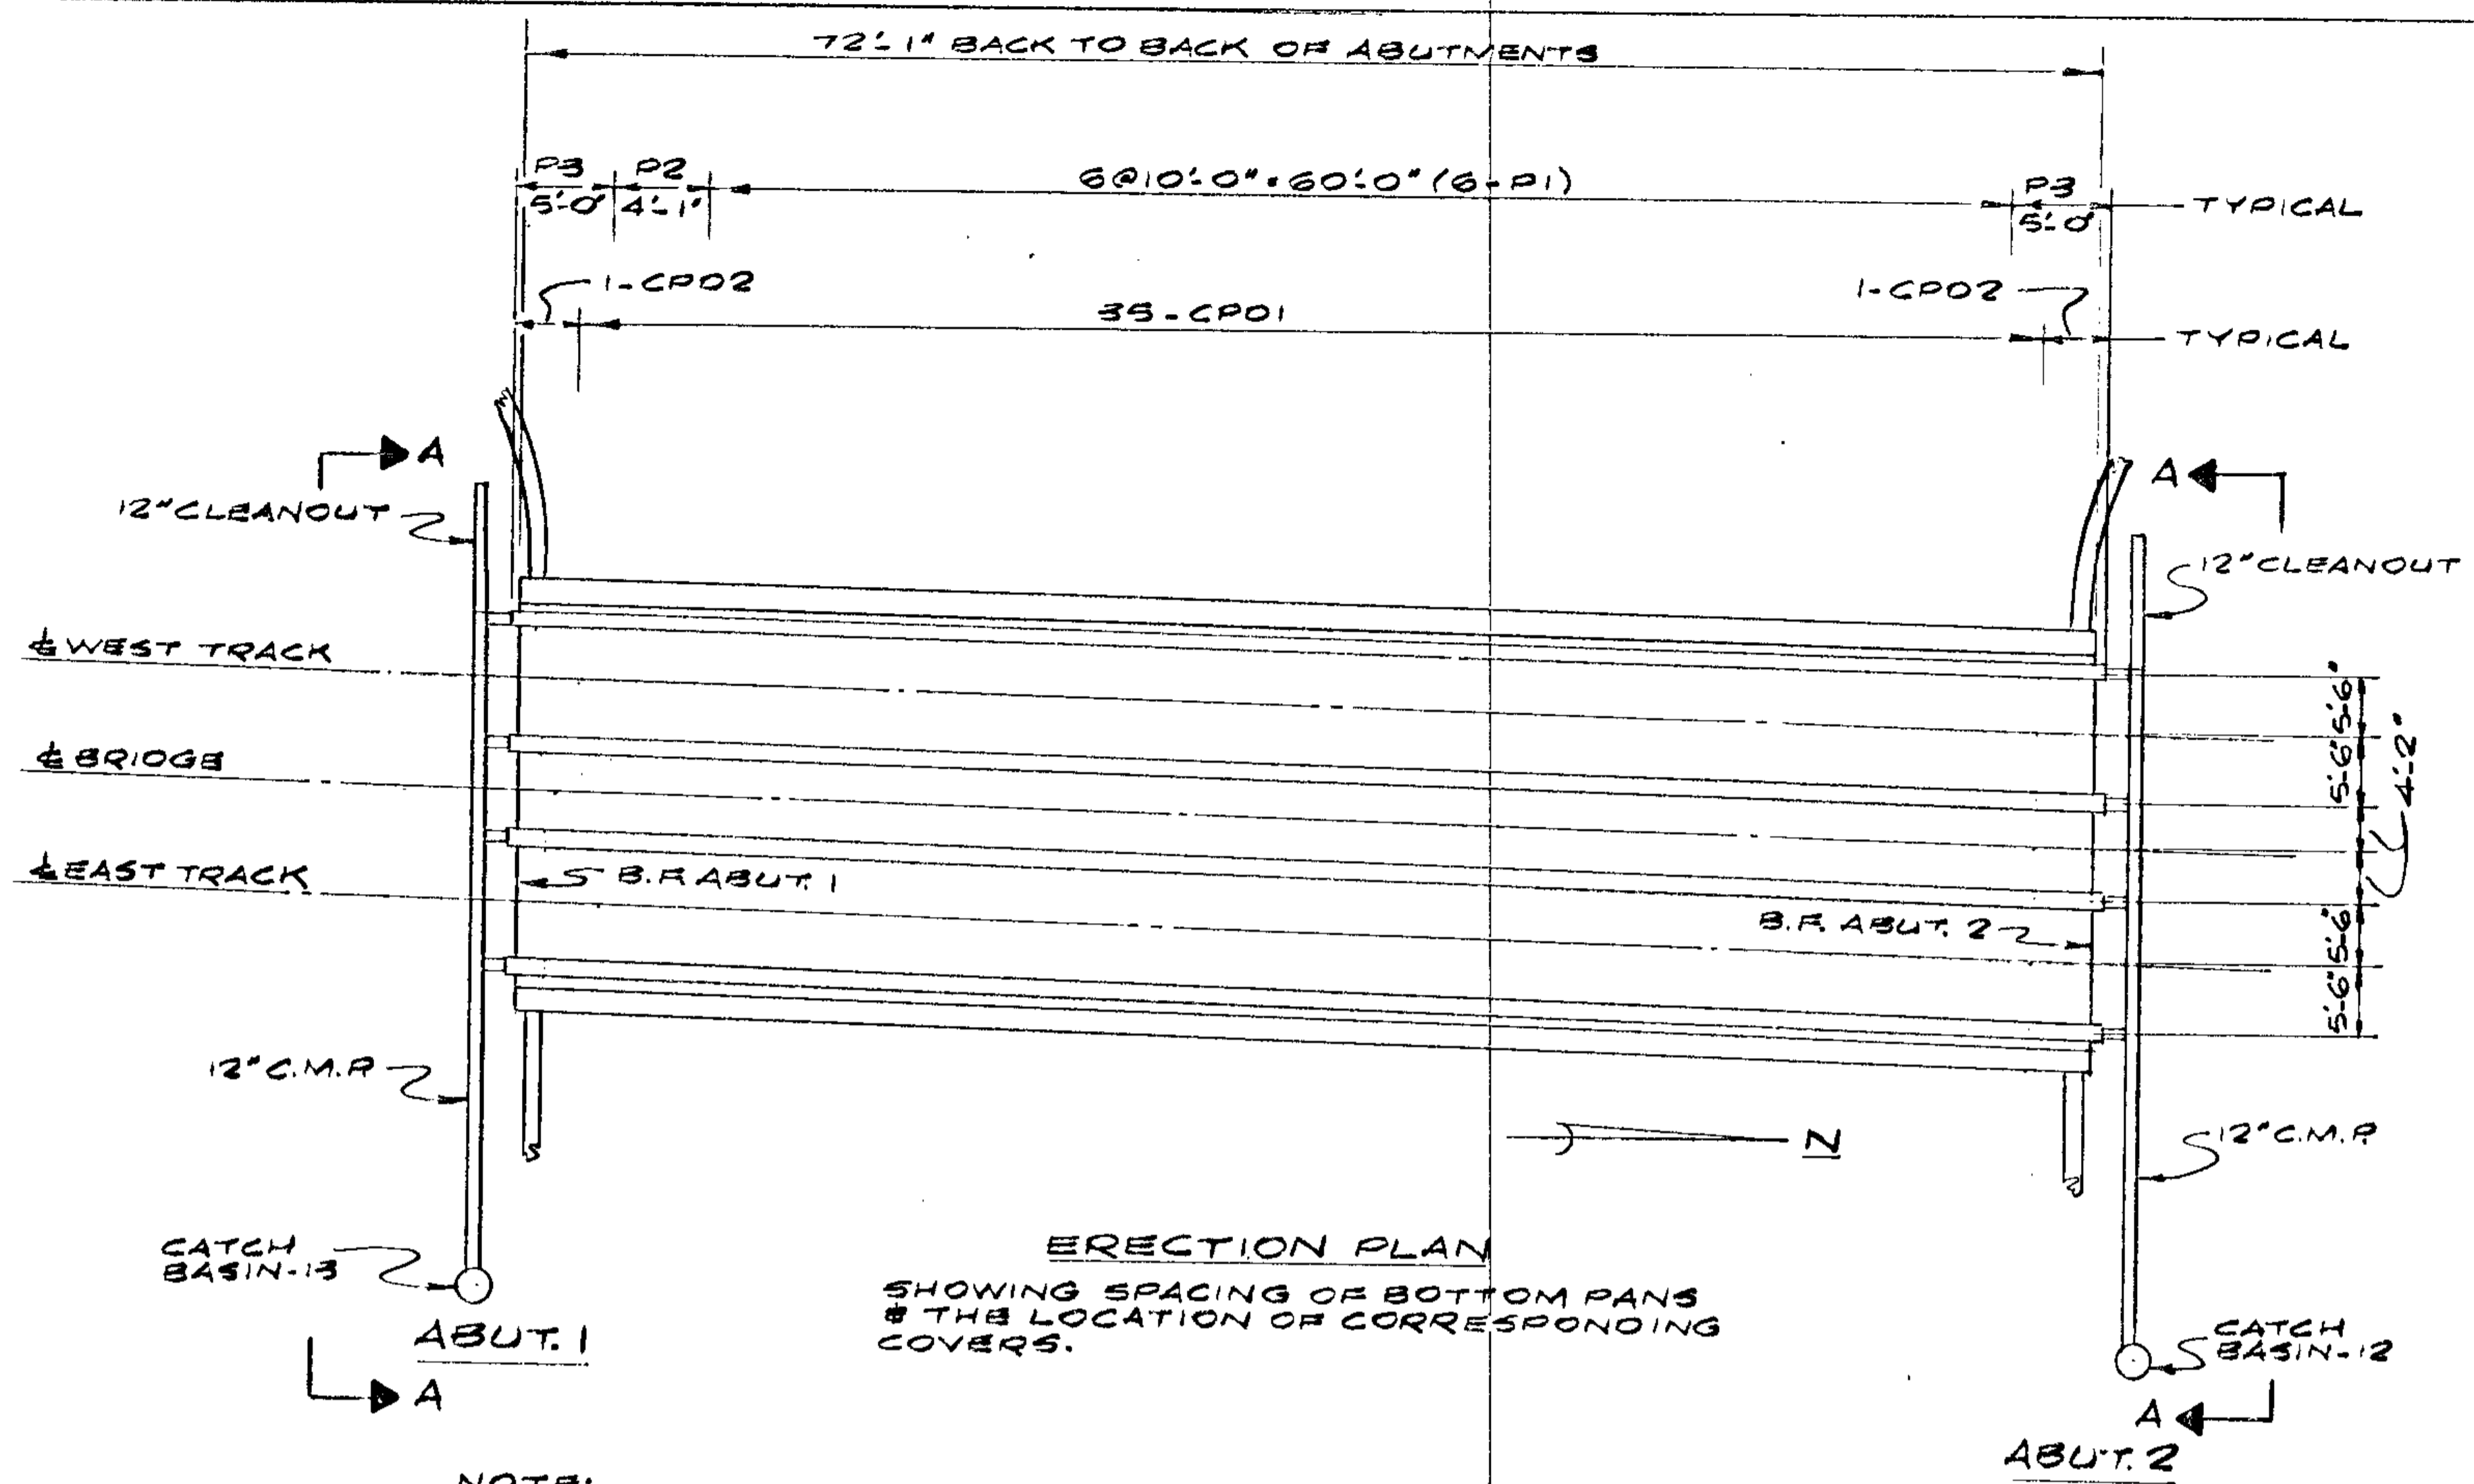 72'-1" BACK TO BACK OF ABUTMENTS
P3 P2 6@10'-0"=60'-0" (6-P1) P3
5'-0" 4'-1" 5'-0" TYPICAL
1-CP02 35-CP01 1-CP02
TYPICAL
A A
12" CLEANOUT 12" CLEANOUT
℄ WEST TRACK
℄ BRIDGE
℄ EAST TRACK
5'-6" 5'-6" 4'-2" 5'-6" 5'-6"
B.F. ABUT. 1
B.F. ABUT. 2
12" C.M.P.
N
12" C.M.P.
CATCH
BASIN-13
ABUT. 1
A
ERECTION PLAN
SHOWING SPACING OF BOTTOM PANS
& THE LOCATION OF CORRESPONDING
COVERS.
CATCH
BASIN-12
A
ABUT. 2
NOTE: